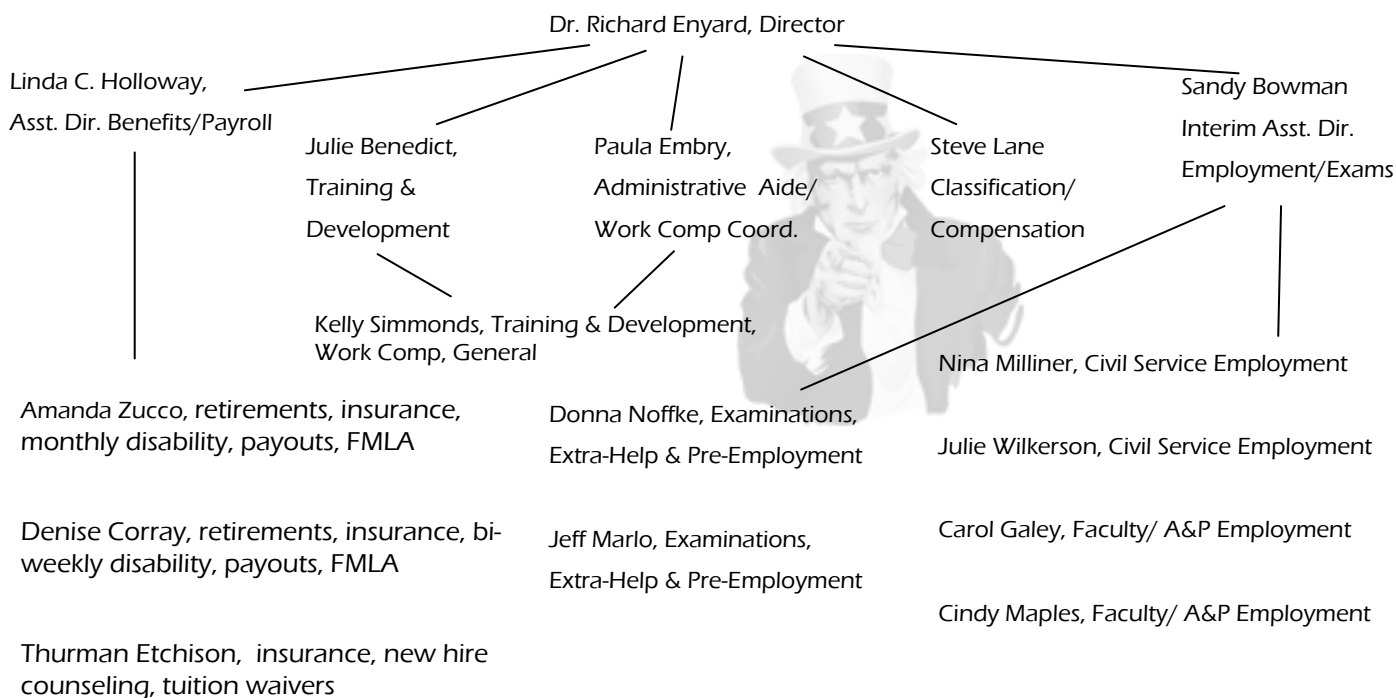 Dr. Richard Enyard, Director
Linda C. Holloway,
Asst. Dir. Benefits/Payroll
Julie Benedict,
Training &
Development
Paula Embry,
Administrative Aide/
Work Comp Coord.
Steve Lane
Classification/
Compensation
Sandy Bowman
Interim Asst. Dir.
Employment/Exams
Kelly Simmonds, Training & Development,
Work Comp, General
Amanda Zucco, retirements, insurance,
monthly disability, payouts, FMLA
Denise Corray, retirements, insurance, bi-
weekly disability, payouts, FMLA
Thurman Etchison, insurance, new hire
counseling, tuition waivers
Donna Noffke, Examinations,
Extra-Help & Pre-Employment
Jeff Marlo, Examinations,
Extra-Help & Pre-Employment
Nina Milliner, Civil Service Employment
Julie Wilkerson, Civil Service Employment
Carol Galey, Faculty/ A&P Employment
Cindy Maples, Faculty/ A&P Employment